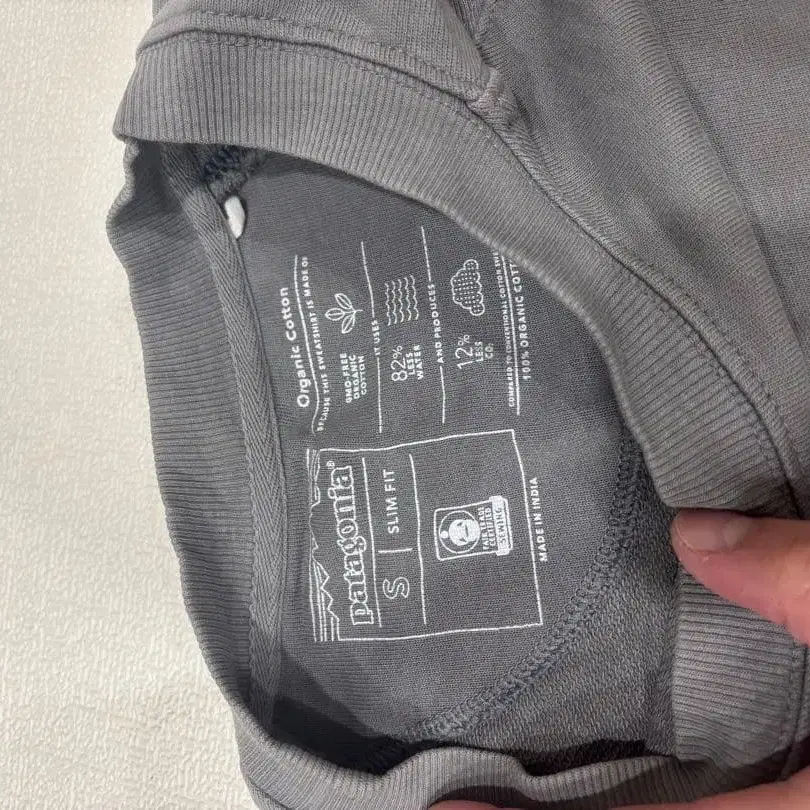 patagonia®
S | SLIM FIT
FAIR TRADE
CERTIFIED
SEWING
MADE IN INDIA
Organic Cotton
BECAUSE THIS SWEATSHIRT IS MADE OF
GMO-FREE
ORGANIC
COTTON
IT USES
82%
LESS
WATER
AND PRODUCES
12%
LESS
CO₂
COMPARED TO CONVENTIONAL COTTON
100% ORGANIC